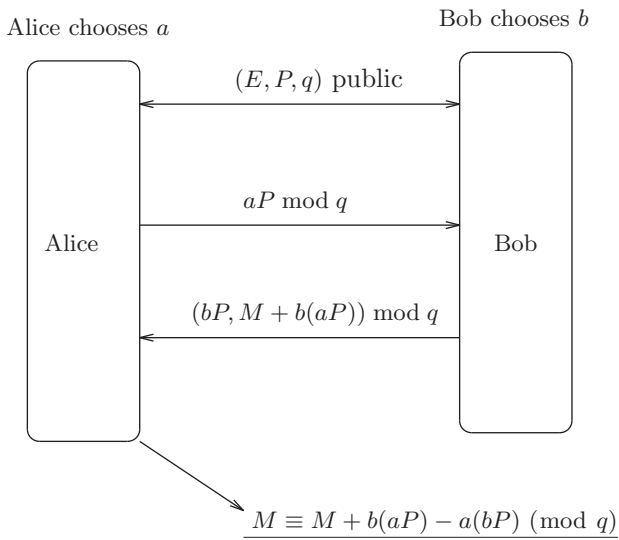 Bob chooses b
Alice chooses a
(E, P, q) public
aP mod q
Alice
Bob
(bP, M + b(aP)) mod q
M ≡ M + b(aP) − a(bP) (mod q)